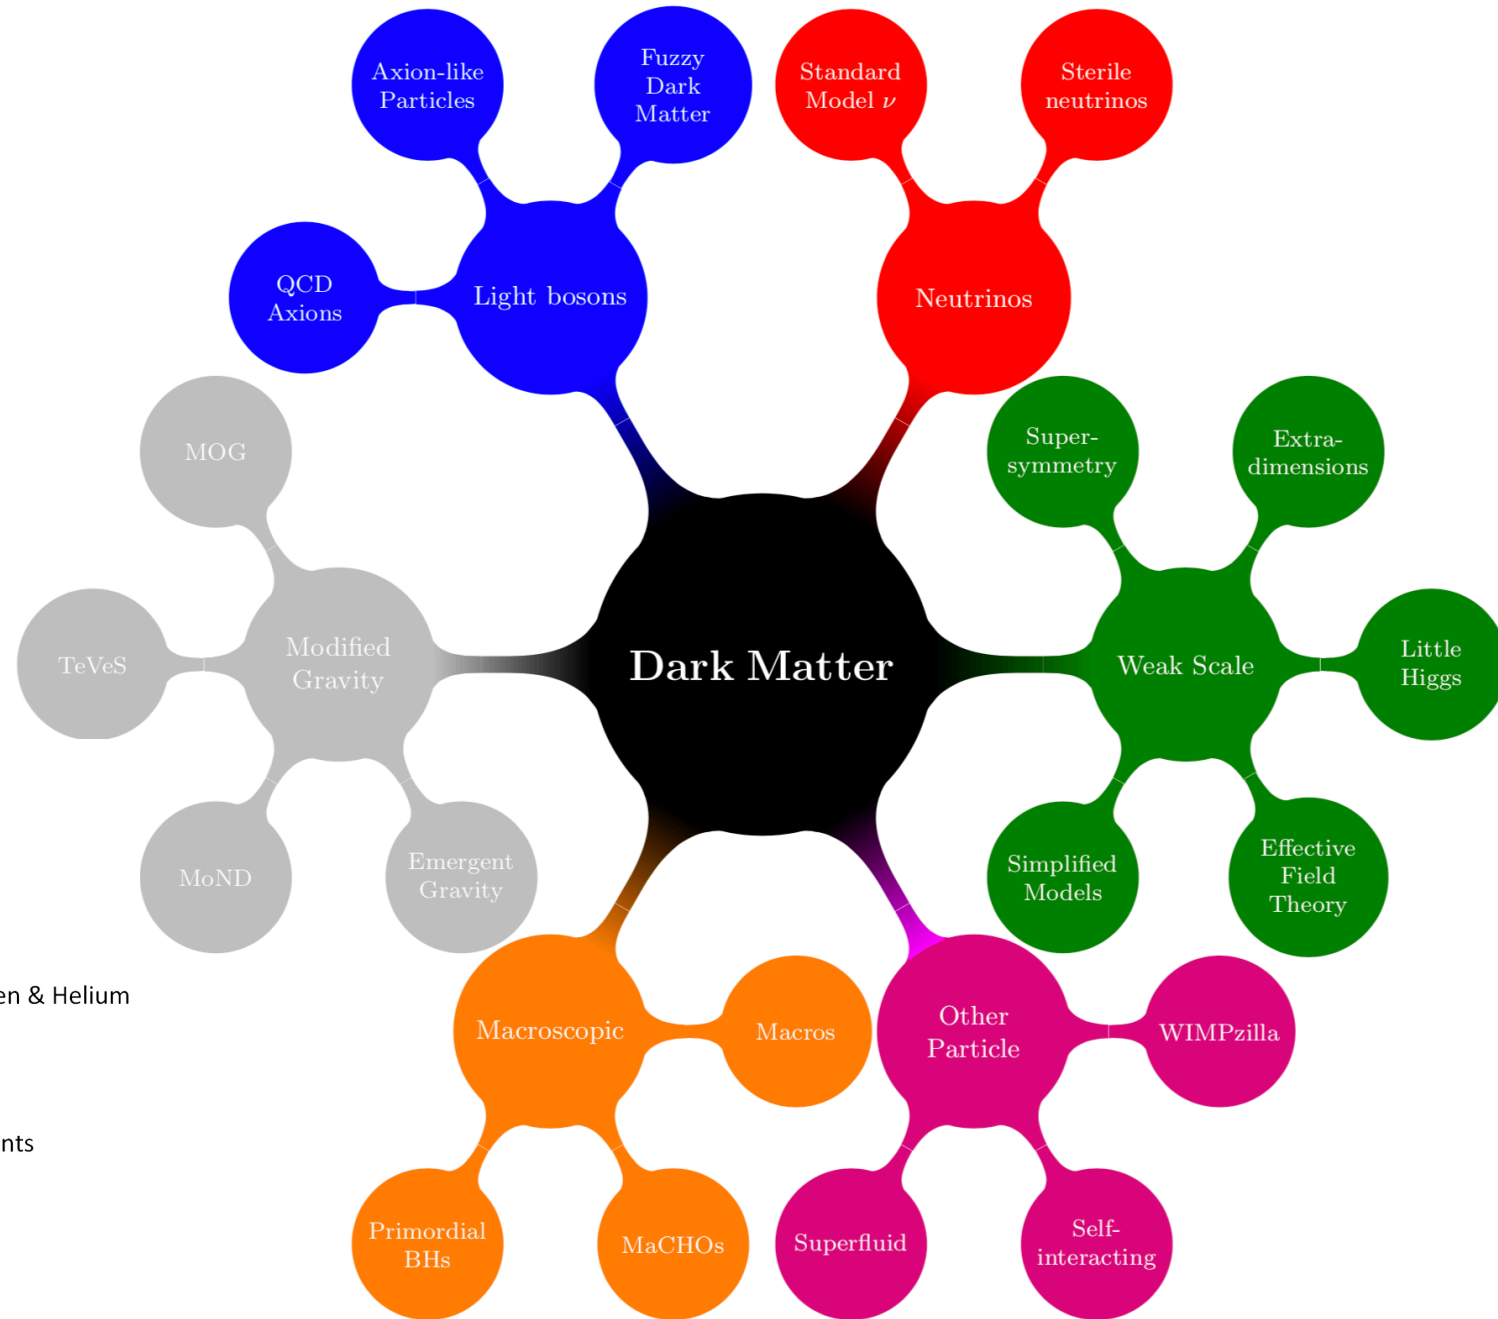 Axion-like
Particles
Fuzzy
Dark
Matter
Standard
Model ν
Sterile
neutrinos
QCD
Axions
Light bosons
Neutrinos
MOG
Super-
symmetry
Extra-
dimensions
TeVeS
Modified
Gravity
Dark Matter
Weak Scale
Little
Higgs
MoND
Emergent
Gravity
Simplified
Models
Effective
Field
Theory
en & Helium
Macroscopic
Macros
Other
Particle
WIMPzilla
nts
Primordial
BHs
MaCHOs
Superfluid
Self-
interacting